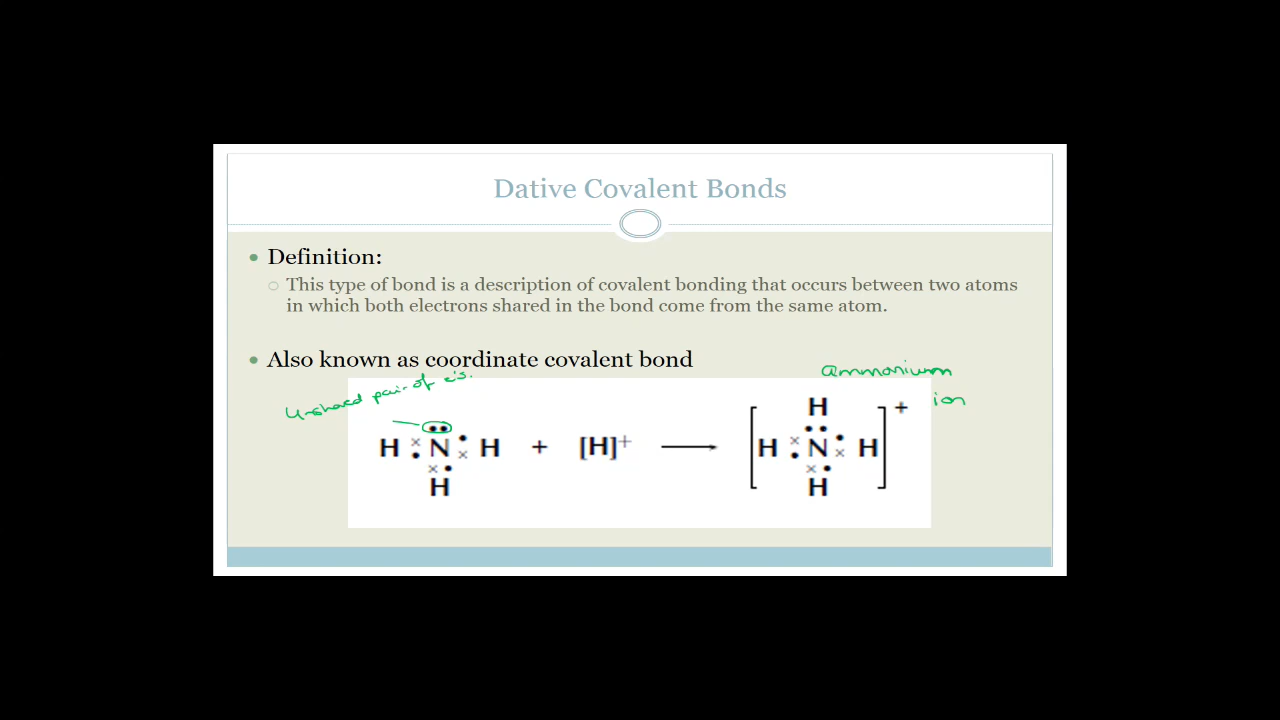 Dative Covalent Bonds
Definition:
This type of bond is a description of covalent bonding that occurs between two atoms
in which both electrons shared in the bond come from the same atom.
Also known as coordinate covalent bond
Unshared pair of e's.
ammonium
ion
H
H N H + [H]+ → [H N H]+
H H